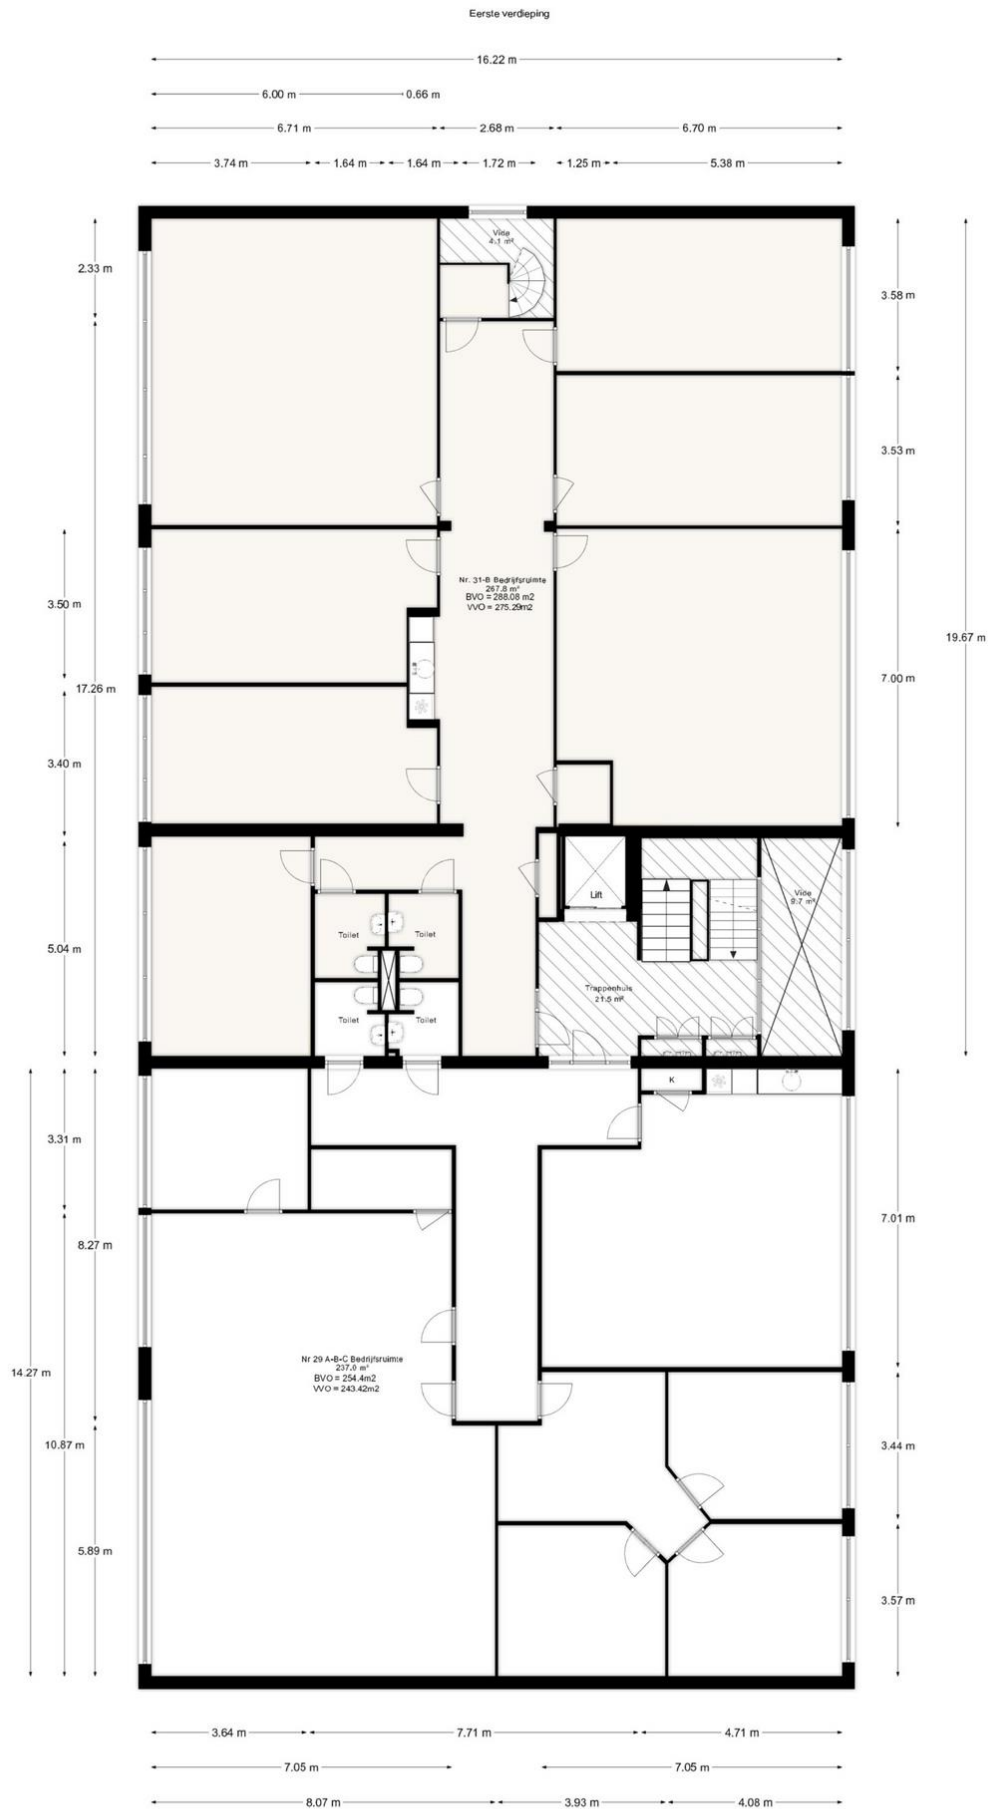 Eerste verdieping
16.22 m
6.00 m
0.66 m
6.71 m
2.68 m
6.70 m
3.74 m
1.64 m
1.64 m
1.72 m
1.25 m
5.38 m
Vide
4.1 m²
2.33 m
3.58 m
3.53 m
Nr. 31-B Bedrijfsruimte
267.8 m²
BVO = 288.08 m2
VVO = 275.29m2
3.50 m
19.67 m
7.00 m
17.26 m
3.40 m
Lift
Vide
9.7 m²
Toilet
Toilet
5.04 m
Trappenhuis
21.5 m²
Toilet
Toilet
K
3.31 m
7.01 m
8.27 m
Nr 29 A-B-C Bedrijfsruimte
237.0 m²
BVO = 254.4m2
VVO = 243.42m2
14.27 m
10.87 m
3.44 m
5.89 m
3.57 m
3.64 m
7.71 m
4.71 m
7.05 m
7.05 m
8.07 m
3.93 m
4.08 m